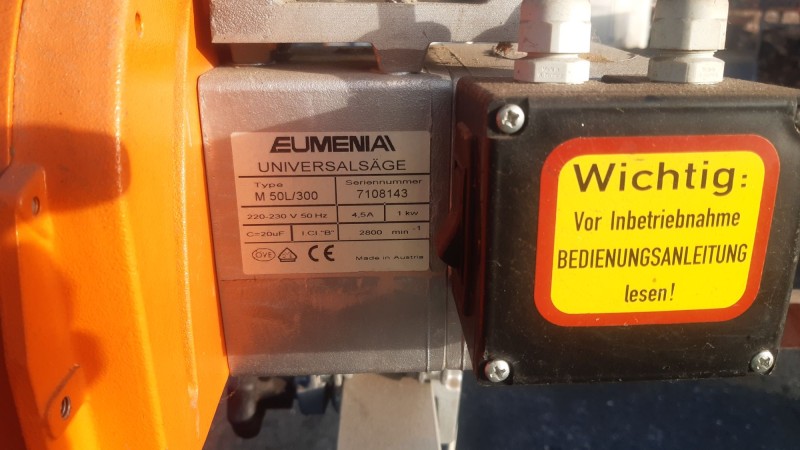 EUMENIA
UNIVERSALSÄGE
Type Seriennummer
M 50L/300 7108143
220-230 V 50 Hz 4,5A 1 kw
C=20uF I.Cl."B" 2800 min⁻¹
ÖVE CE Made in Austria
Wichtig:
Vor Inbetriebnahme
BEDIENUNGSANLEITUNG
lesen!